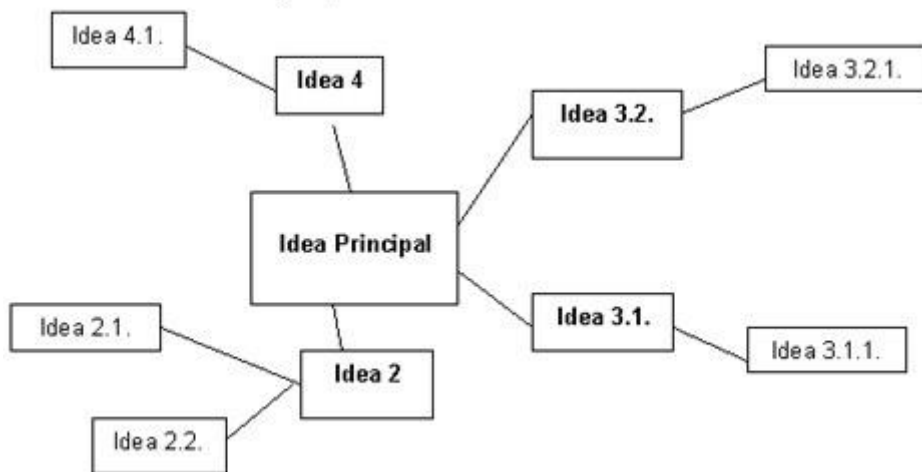 Idea 4.1.
Idea 4
Idea 3.2.1.
Idea 3.2.
Idea Principal
Idea 2.1.
Idea 3.1.
Idea 3.1.1.
Idea 2
Idea 2.2.